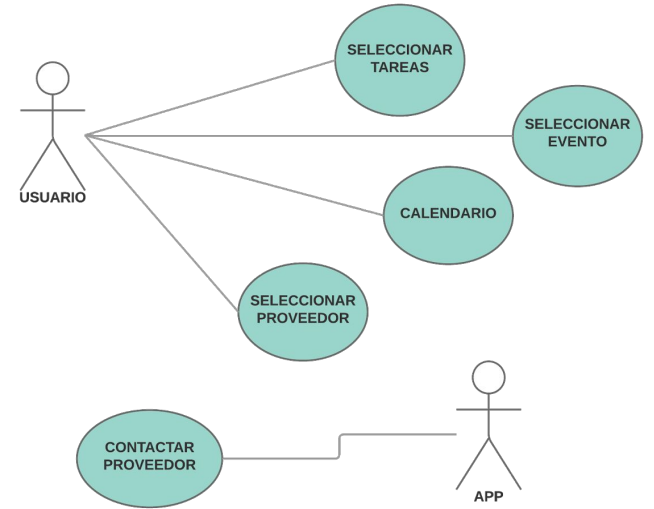 SELECCIONAR
TAREAS
SELECCIONAR
EVENTO
USUARIO
CALENDARIO
SELECCIONAR
PROVEEDOR
CONTACTAR
PROVEEDOR
APP